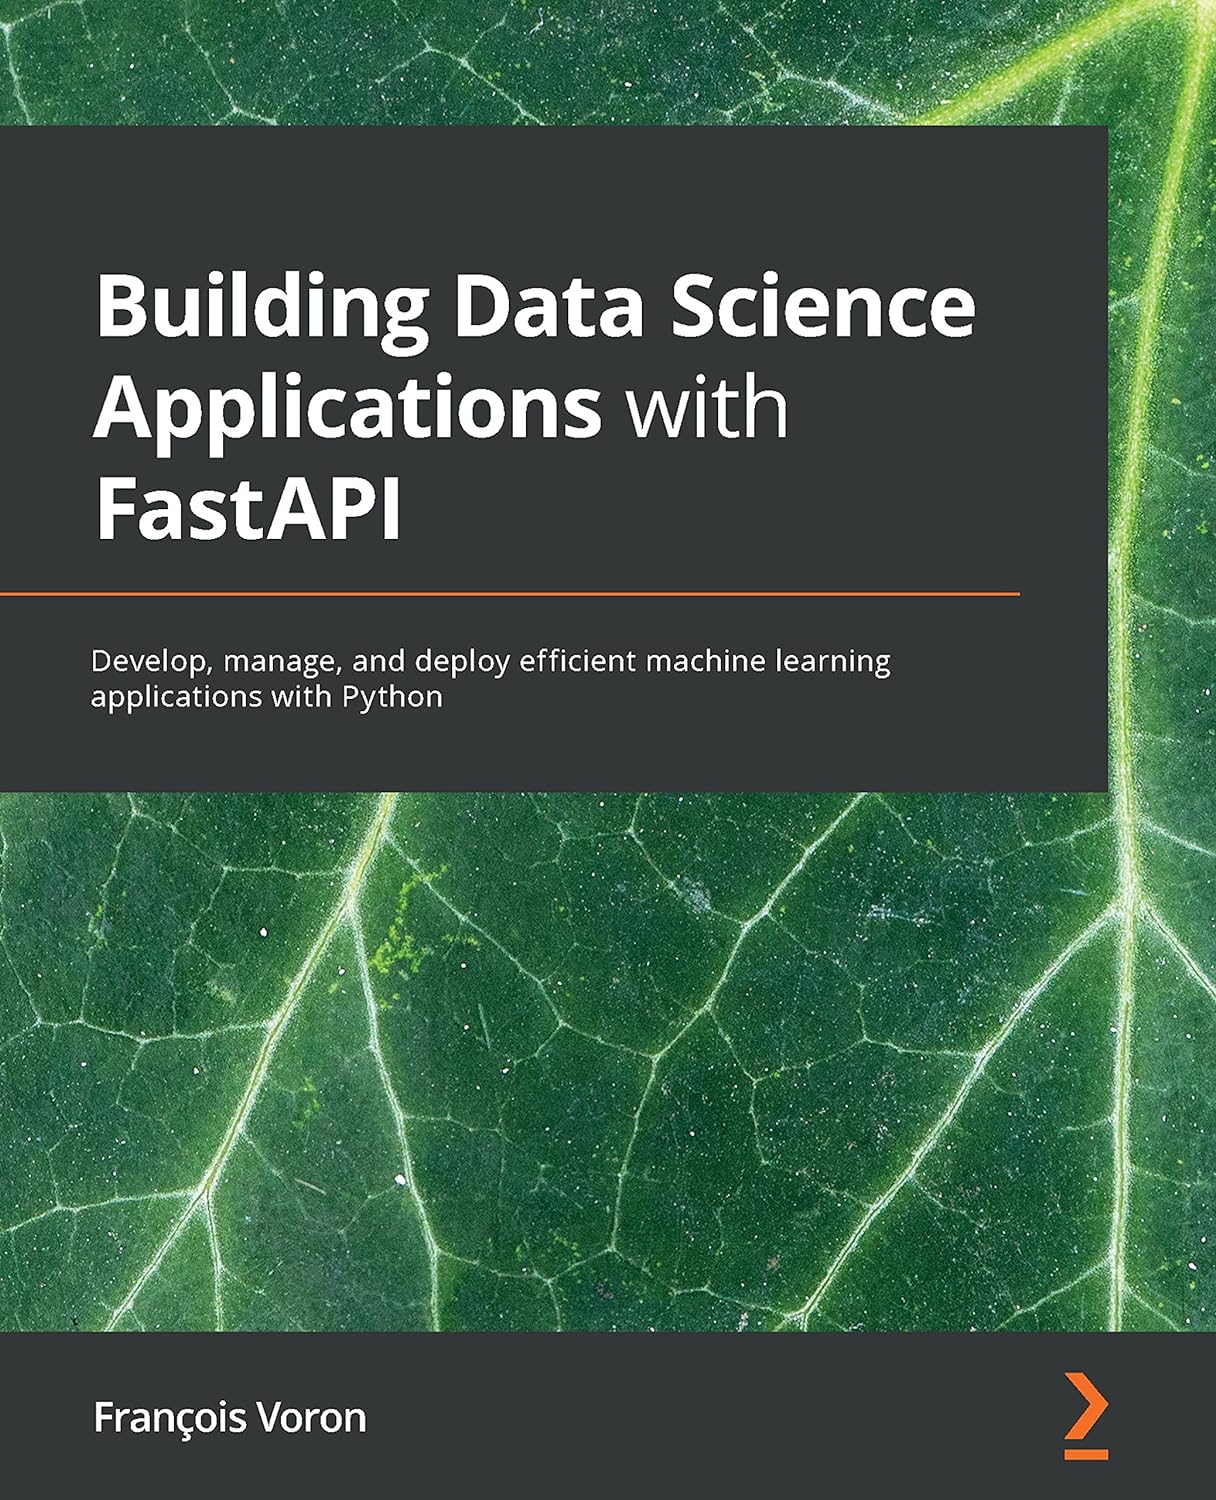 Building Data Science
Applications with
FastAPI
Develop, manage, and deploy efficient machine learning
applications with Python
François Voron